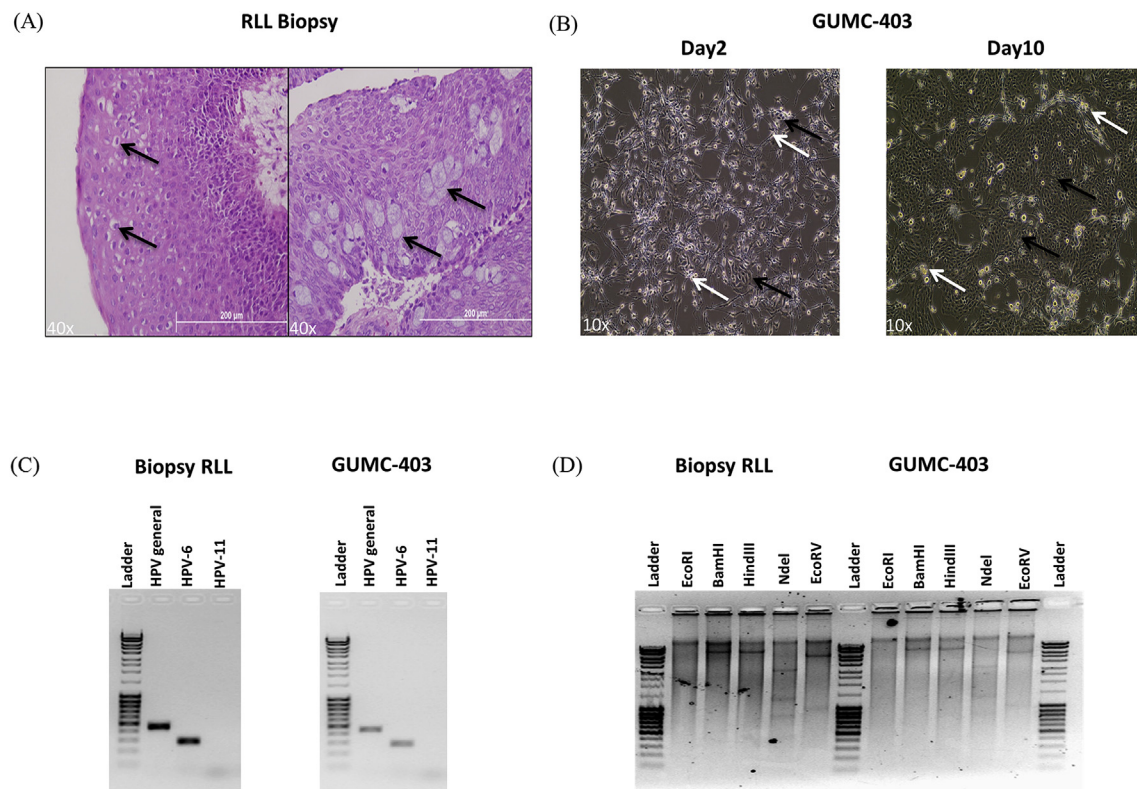 (A)
RLL Biopsy
40x
200 µm
40x
200 µm
(B)
GUMC-403
Day2
Day10
10x
10x
(C)
Biopsy RLL
GUMC-403
Ladder
HPV general
HPV-6
HPV-11
Ladder
HPV general
HPV-6
HPV-11
(D)
Biopsy RLL
GUMC-403
Ladder
EcoRI
BamHI
HindIII
NdeI
EcoRV
Ladder
EcoRI
BamHI
HindIII
NdeI
EcoRV
Ladder